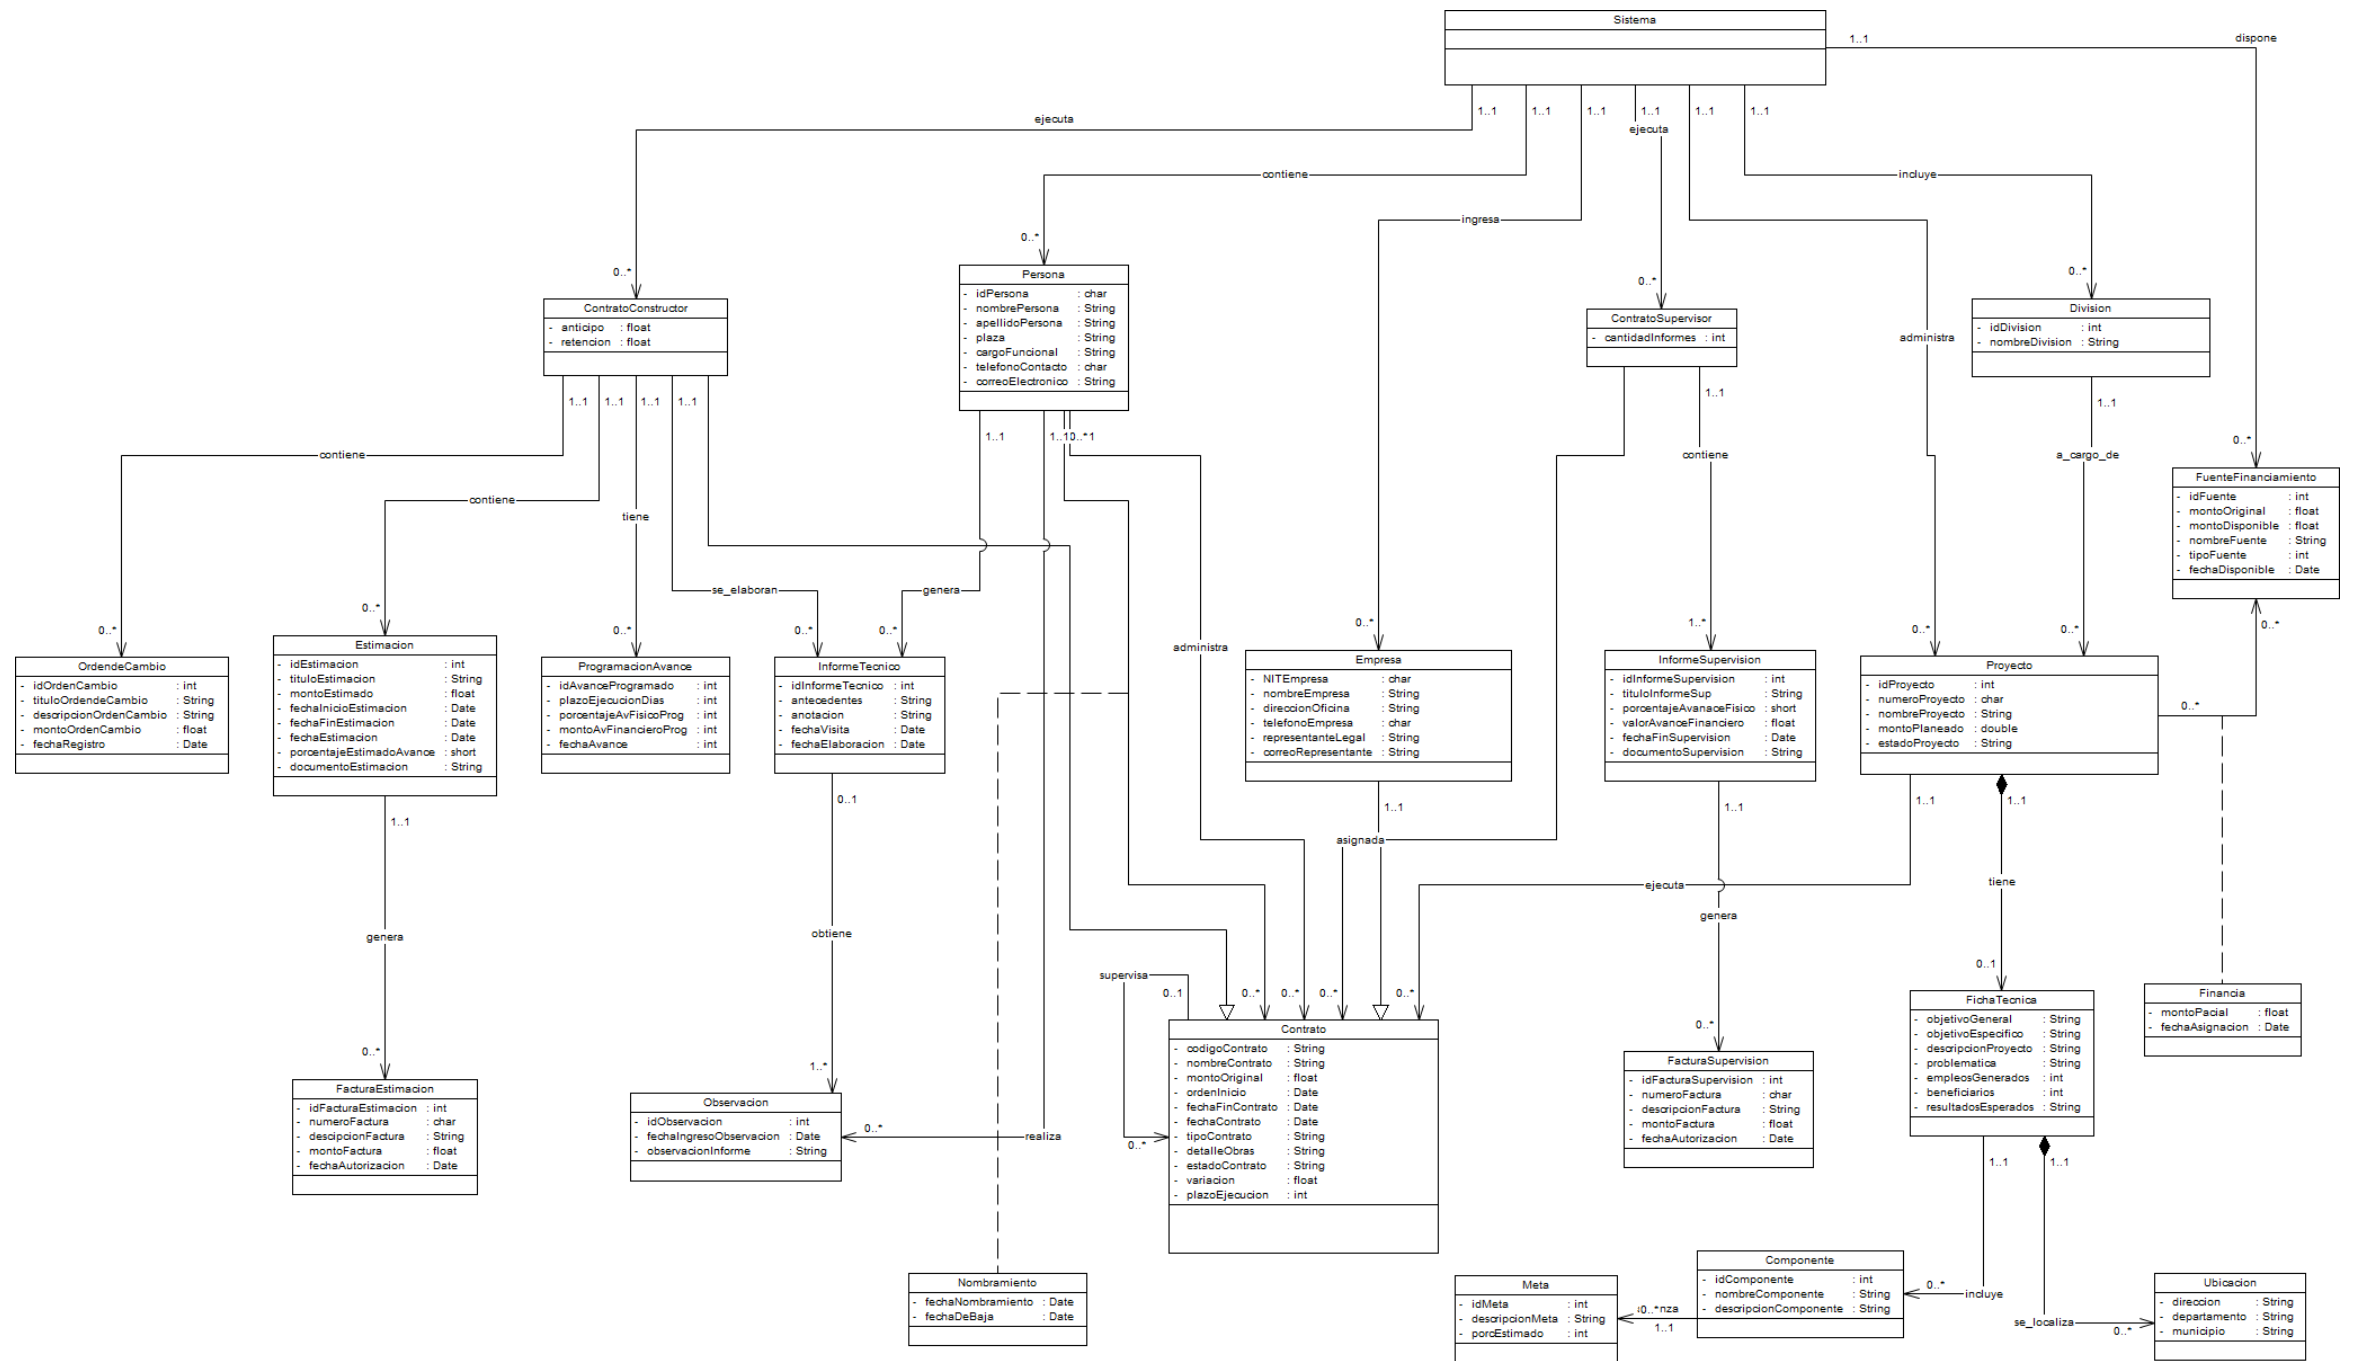 Sistema
1..1
dispone
1..1
1..1
1..1
1..1
1..1
1..1
ejecuta
ejecuta
contiene
incluye
ingresa
0..*
0..*
0..*
0..*
Persona
- idPersona : char
- nombrePersona : String
- apellidoPersona : String
- plaza : String
- cargoFuncional : String
- telefonoContacto : char
- correoElectronico : String
ContratoConstructor
- anticipo : float
- retencion : float
ContratoSupervisor
- cantidadInformes : int
Division
- idDivision : int
- nombreDivision : String
administra
1..1
1..1
1..1
1..1
1..1
1..1
0..*1
1..1
1..1
0..*
contiene
contiene
a_cargo_de
contiene
tiene
FuenteFinanciamiento
- idFuente : int
- montoOriginal : float
- montoDisponible : float
- nombreFuente : String
- tipoFuente : int
- fechaDisponible : Date
se_elaboran
genera
0..*
0..*
0..*
0..*
0..*
0..*
1..*
0..*
0..*
0..*
administra
OrdendeCambio
- idOrdenCambio : int
- tituloOrdendeCambio : String
- descripcionOrdenCambio : String
- montoOrdenCambio : float
- fechaRegistro : Date
Estimacion
- idEstimacion : int
- tituloEstimacion : String
- montoEstimado : float
- fechaInicioEstimacion : Date
- fechaFinEstimacion : Date
- fechaEstimacion : Date
- porcentajeEstimadoAvance : short
- documentoEstimacion : String
ProgramacionAvance
- idAvanceProgramado : int
- plazoEjecucionDias : int
- porcentajeAvFisicoProg : int
- montoAvFinancieroProg : int
- fechaAvance : int
InformeTecnico
- idInformeTecnico : int
- antecedentes : String
- anotacion : String
- fechaVisita : Date
- fechaElaboracion : Date
Empresa
- NITEmpresa : char
- nombreEmpresa : String
- direccionOficina : String
- telefonoEmpresa : char
- representanteLegal : String
- correoRepresentante : String
InformeSupervision
- idInformeSupervision : int
- tituloInformeSup : String
- porcentajeAvanaceFisico : short
- valorAvanceFinanciero : float
- fechaFinSupervision : Date
- documentoSupervision : String
Proyecto
- idProyecto : int
- numeroProyecto : char
- nombreProyecto : String
- montoPlaneado : double
- estadoProyecto : String
0..*
1..1
0..1
1..1
1..1
1..1
1..1
asignada
tiene
ejecuta
genera
genera
obtiene
supervisa
0..1
0..*
0..*
0..*
0..*
0..1
0..*
0..*
1..*
Financia
- montoPacial : float
- fechaAsignacion : Date
FichaTecnica
- objetivoGeneral : String
- objetivoEspecifico : String
- descripcionProyecto : String
- problematica : String
- empleosGenerados : int
- beneficiarios : int
- resultadosEsperados : String
Contrato
- codigoContrato : String
- nombreContrato : String
- montoOriginal : float
- ordenInicio : Date
- fechaFinContrato : Date
- fechaContrato : Date
- tipoContrato : String
- detalleObras : String
- estadoContrato : String
- variacion : float
- plazoEjecucion : int
FacturaSupervision
- idFacturaSupervision : int
- numeroFactura : char
- descripcionFactura : String
- montoFactura : float
- fechaAutorizacion : Date
FacturaEstimacion
- idFacturaEstimacion : int
- numeroFactura : char
- descipcionFactura : String
- montoFactura : float
- fechaAutorizacion : Date
Observacion
- idObservacion : int
- fechaIngresoObservacion : Date
- observacionInforme : String
0..*
realiza
0..*
1..1
1..1
Nombramiento
- fechaNombramiento : Date
- fechaDeBaja : Date
Meta
- idMeta : int
- descripcionMeta : String
- porcEstimado : int
0..*nza
1..1
Componente
- idComponente : int
- nombreComponente : String
- descripcionComponente : String
0..*
incluye
se_localiza
0..*
Ubicacion
- direccion : String
- departamento : String
- municipio : String